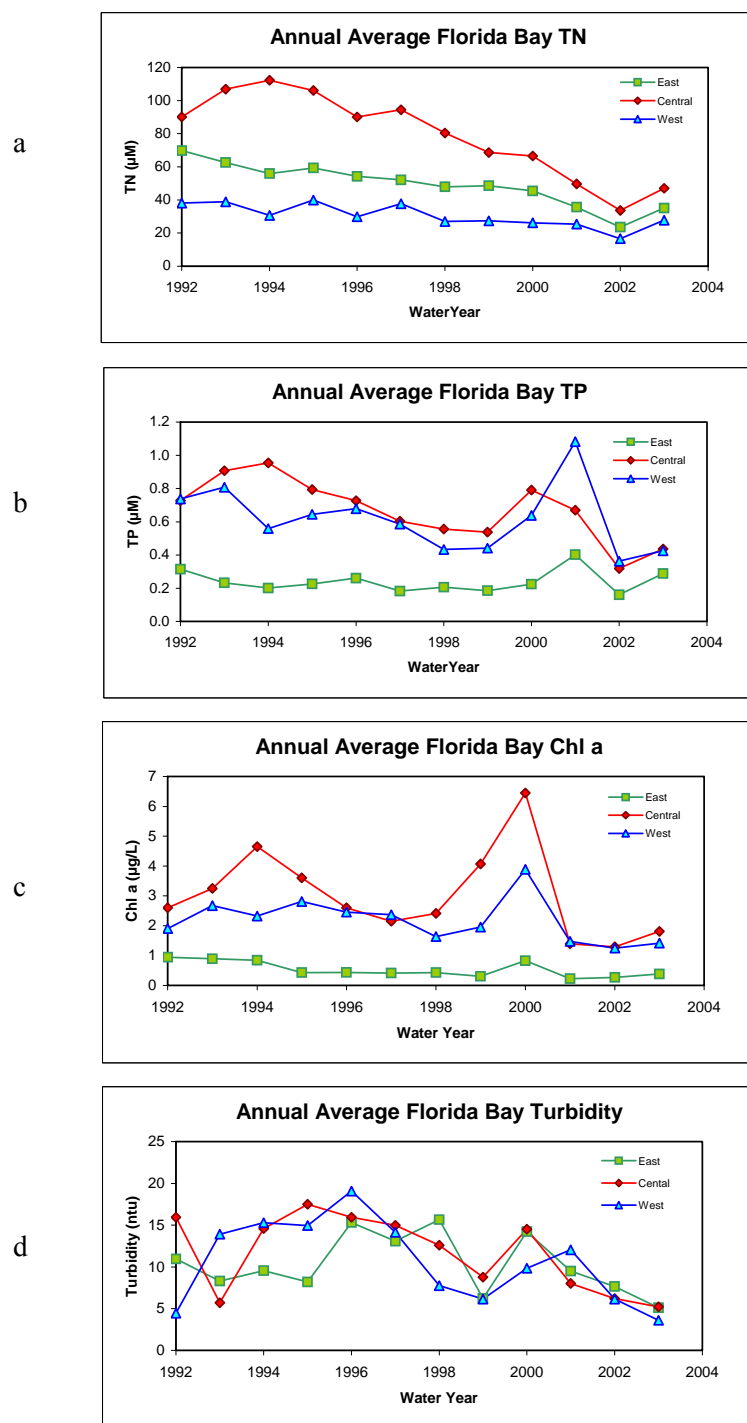 a
Annual Average Florida Bay TN
120
100
80
60
40
20
0
TN (µM)
East
Central
West
1992 1994 1996 1998 2000 2002 2004
WaterYear
b
Annual Average Florida Bay TP
1.2
1.0
0.8
0.6
0.4
0.2
0.0
TP (µM)
East
Central
West
1992 1994 1996 1998 2000 2002 2004
WaterYear
c
Annual Average Florida Bay Chl a
7
6
5
4
3
2
1
0
Chl a (µg/L)
East
Central
West
1992 1994 1996 1998 2000 2002 2004
Water Year
d
Annual Average Florida Bay Turbidity
25
20
15
10
5
0
Turbidity (ntu)
East
Cental
West
1992 1994 1996 1998 2000 2002 2004
Water Year